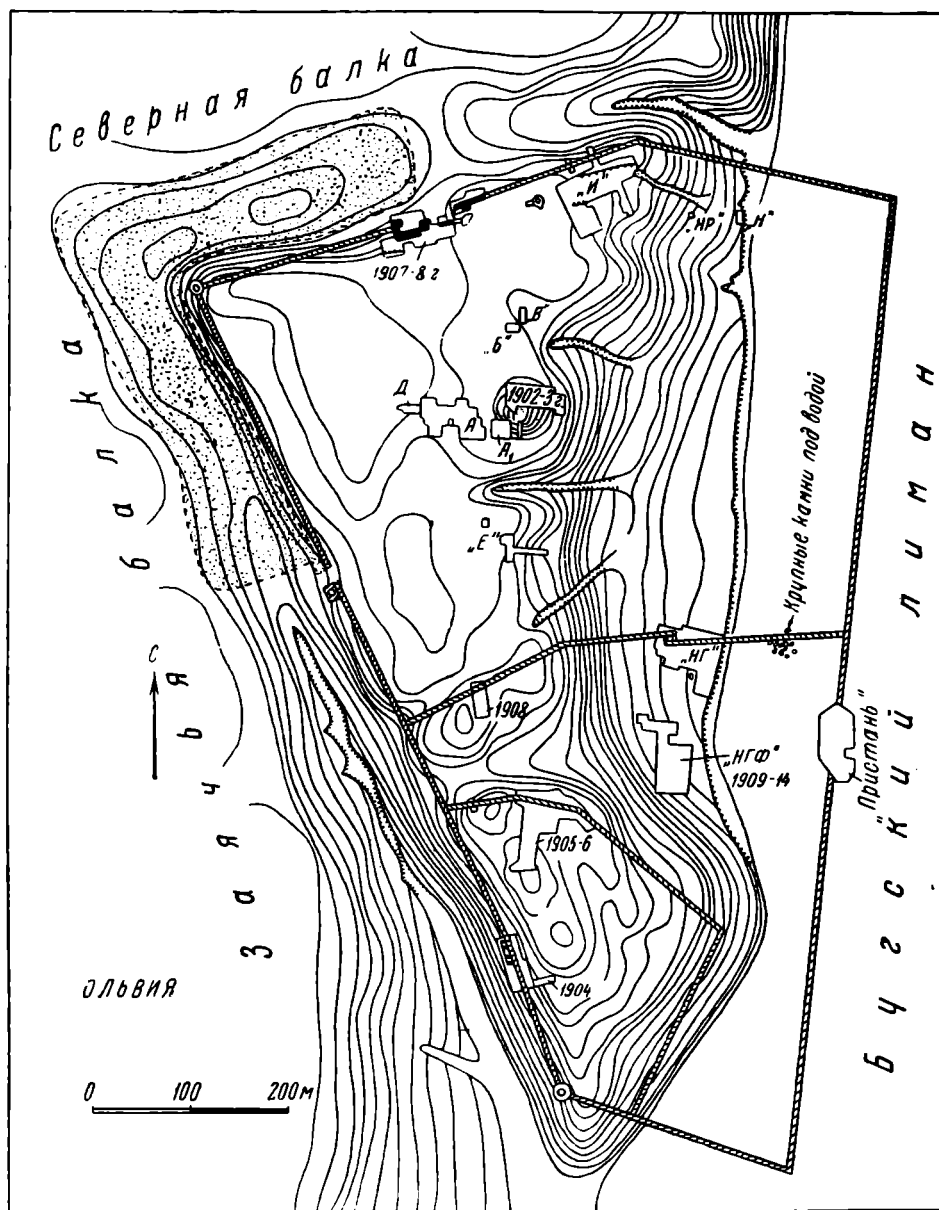 Северная балка
„И"
„НР"
„Н"
1907-8 г
В
„Б"
Д
1902-3 г
А
А₁
„Е"
Крупные камни под водой
С
„НГ"
1908
„НГФ"
1909-14
„Пристань"
1905-6
1904
Заячья балка
Бугский лиман
ОЛЬВИЯ
0 100 200 м